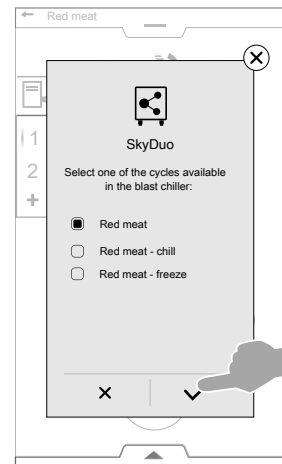 ← Red meat
SkyDuo
Select one of the cycles available
in the blast chiller:
1
2
+
Red meat
Red meat - chill
Red meat - freeze